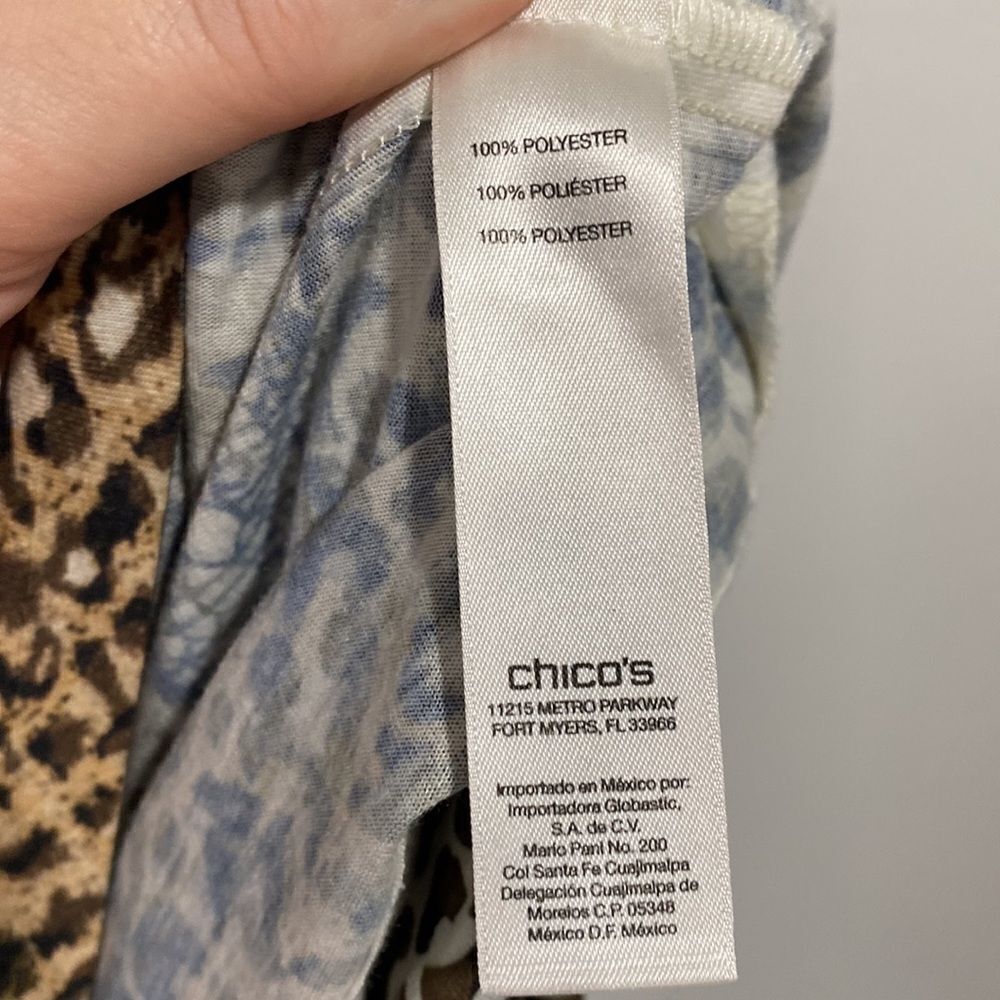 100% POLYESTER
100% POLIÉSTER
100% POLYESTER
chico's
11215 METRO PARKWAY
FORT MYERS, FL 33966
Importado en México por:
Importadora Globastic,
S.A. de C.V.
Mario Pani No. 200
Col Santa Fe Cuajimalpa
Delegación Cuajimalpa de
Morelos C.P. 05348
México D.F. México